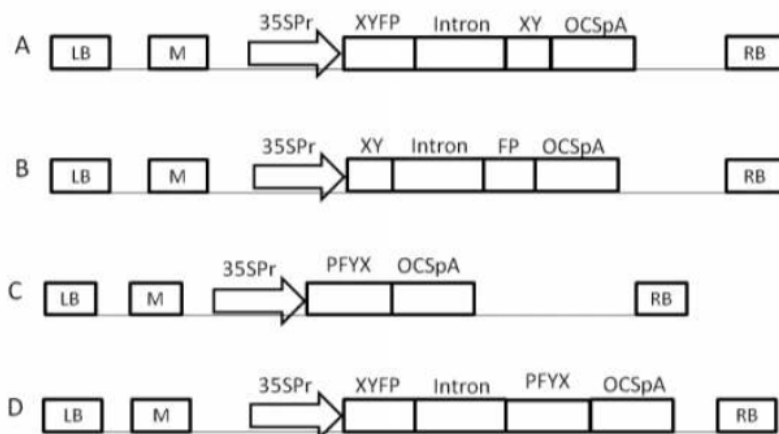 35SPr XYFP Intron XY OCSpA
A LB M RB
35SPr XY Intron FP OCSpA
B LB M RB
35SPr PFYX OCSpA
C LB M RB
35SPr XYFP Intron PFYX OCSpA
D LB M RB